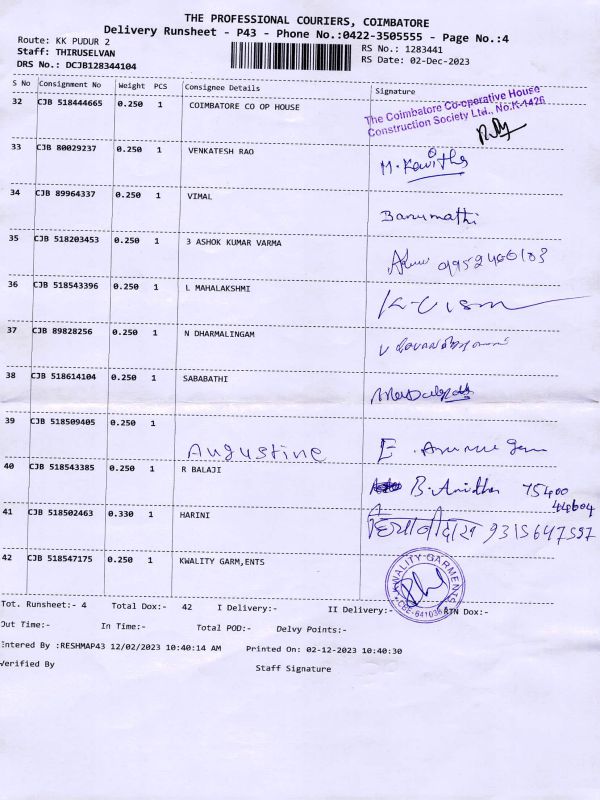 THE PROFESSIONAL COURIERS, COIMBATORE
Delivery Runsheet - P43 - Phone No.:0422-3505555 - Page No.:4
Route: KK PUDUR 2
Staff: THIRUSELVAN
DRS No.: DCJB128344104
RS No.: 1283441
RS Date: 02-Dec-2023
S No Consignment No Weight PCS Consignee Details Signature
32 CJB 518444665 0.250 1 COIMBATORE CO OP HOUSE
The Coimbatore Co-operative House
Construction Society Ltd., No.K-1426
33 CJB 80029237 0.250 1 VENKATESH RAO M. Kavitha
34 CJB 89964337 0.250 1 VIMAL Banumathi
35 CJB 518203453 0.250 1 3 ASHOK KUMAR VARMA 9952466103
36 CJB 518543396 0.250 1 L MAHALAKSHMI
37 CJB 89828256 0.250 1 N DHARMALINGAM
38 CJB 518614104 0.250 1 SABABATHI
39 CJB 518509405 0.250 1 Augustine E.
40 CJB 518543385 0.250 1 R BALAJI B. Anitha 75400
44604
41 CJB 518502463 0.330 1 HARINI 9315647597
42 CJB 518547175 0.250 1 KWALITY GARM,ENTS
KWALITY GARMENTS
CBE-641038
Tot. Runsheet:- 4 Total Dox:- 42 I Delivery:- II Delivery:- RTN Dox:-
Out Time:- In Time:- Total POD:- Delvy Points:-
Entered By :RESHMAP43 12/02/2023 10:40:14 AM Printed On: 02-12-2023 10:40:30
Verified By Staff Signature